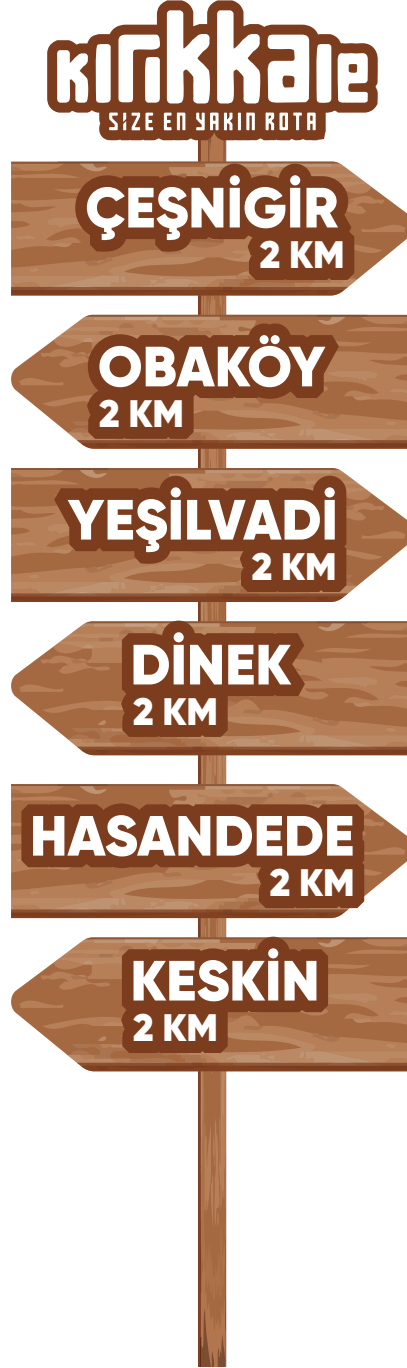 kırıkkale
SİZE EN YAKIN ROTA
ÇEŞNİGİR
2 KM
OBAKÖY
2 KM
YEŞİLVADİ
2 KM
DİNEK
2 KM
HASANDEDE
2 KM
KESKİN
2 KM